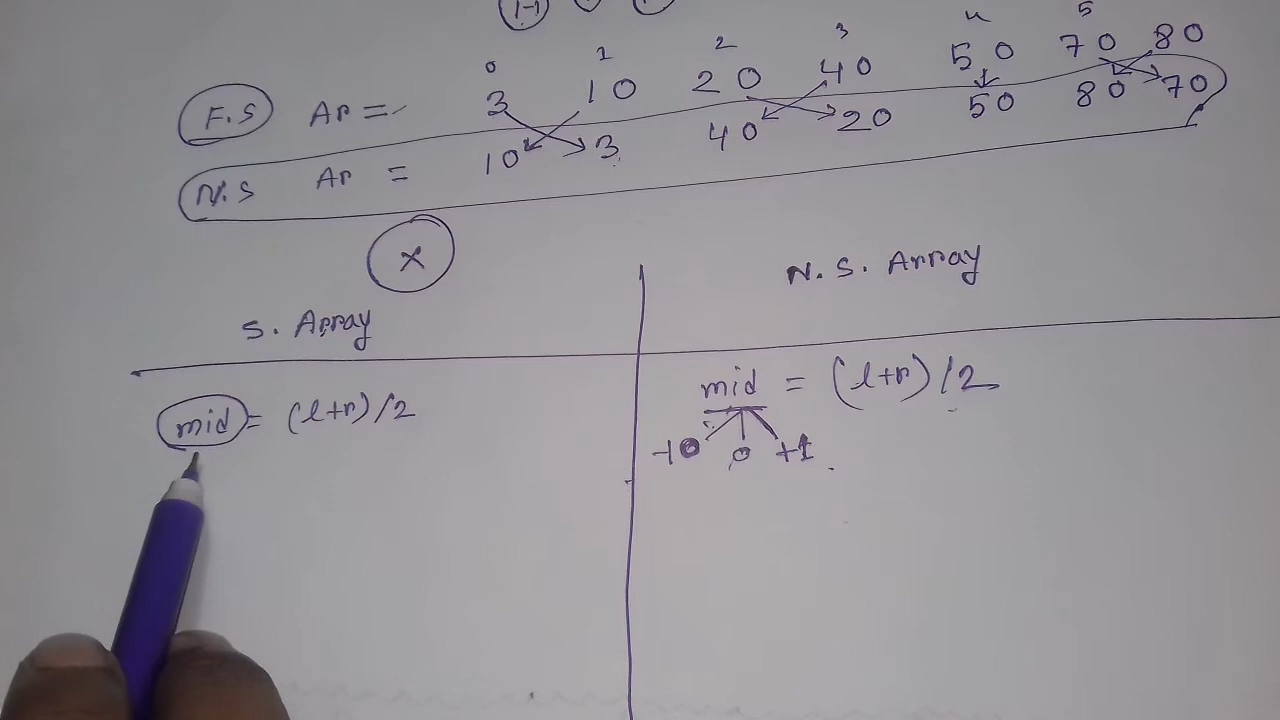 0 1 2 3 4 5
F.S Ar = 3 10 20 40 50 70 80
N.S Ar = 10 3 40 20 50 80 70
X
S. Array N. S. Array
mid = (l+r)/2 mid = (l+r)/2
0 +1